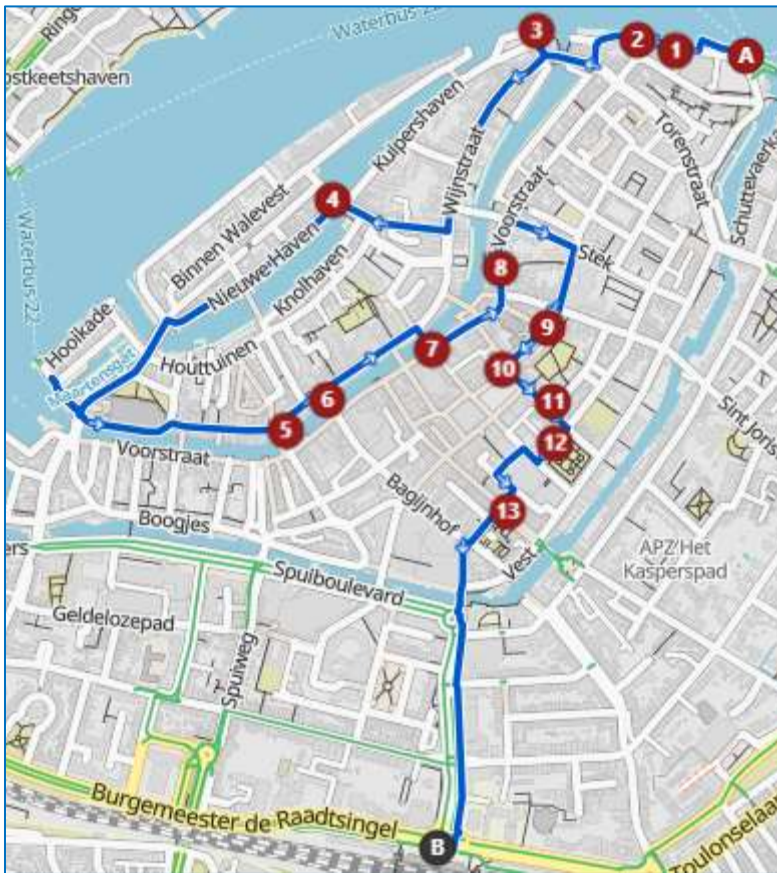 Waterbus 22
Ringe
ostkeetshaven
3
2
1
A
Kuipershaven
Wijnstraat
Torenstraat
Schuttevaerk
Voorstraat
4
Binnen Walevest
Waterbus 22
Nieuwe Haven
Knolhaven
Stek
8
Hooikade
Maartensgat
Houttuinen
9
7
10
6
11
5
12
Voorstraat
Sint Joris
Bagijnhof
13
Boogjes
Vest
APZ'Het
Kasperspad
ers
Spuiboulevard
Geldelozepad
Spuiweg
Burgemeester de Raadtsingel
B
Toulonselaa